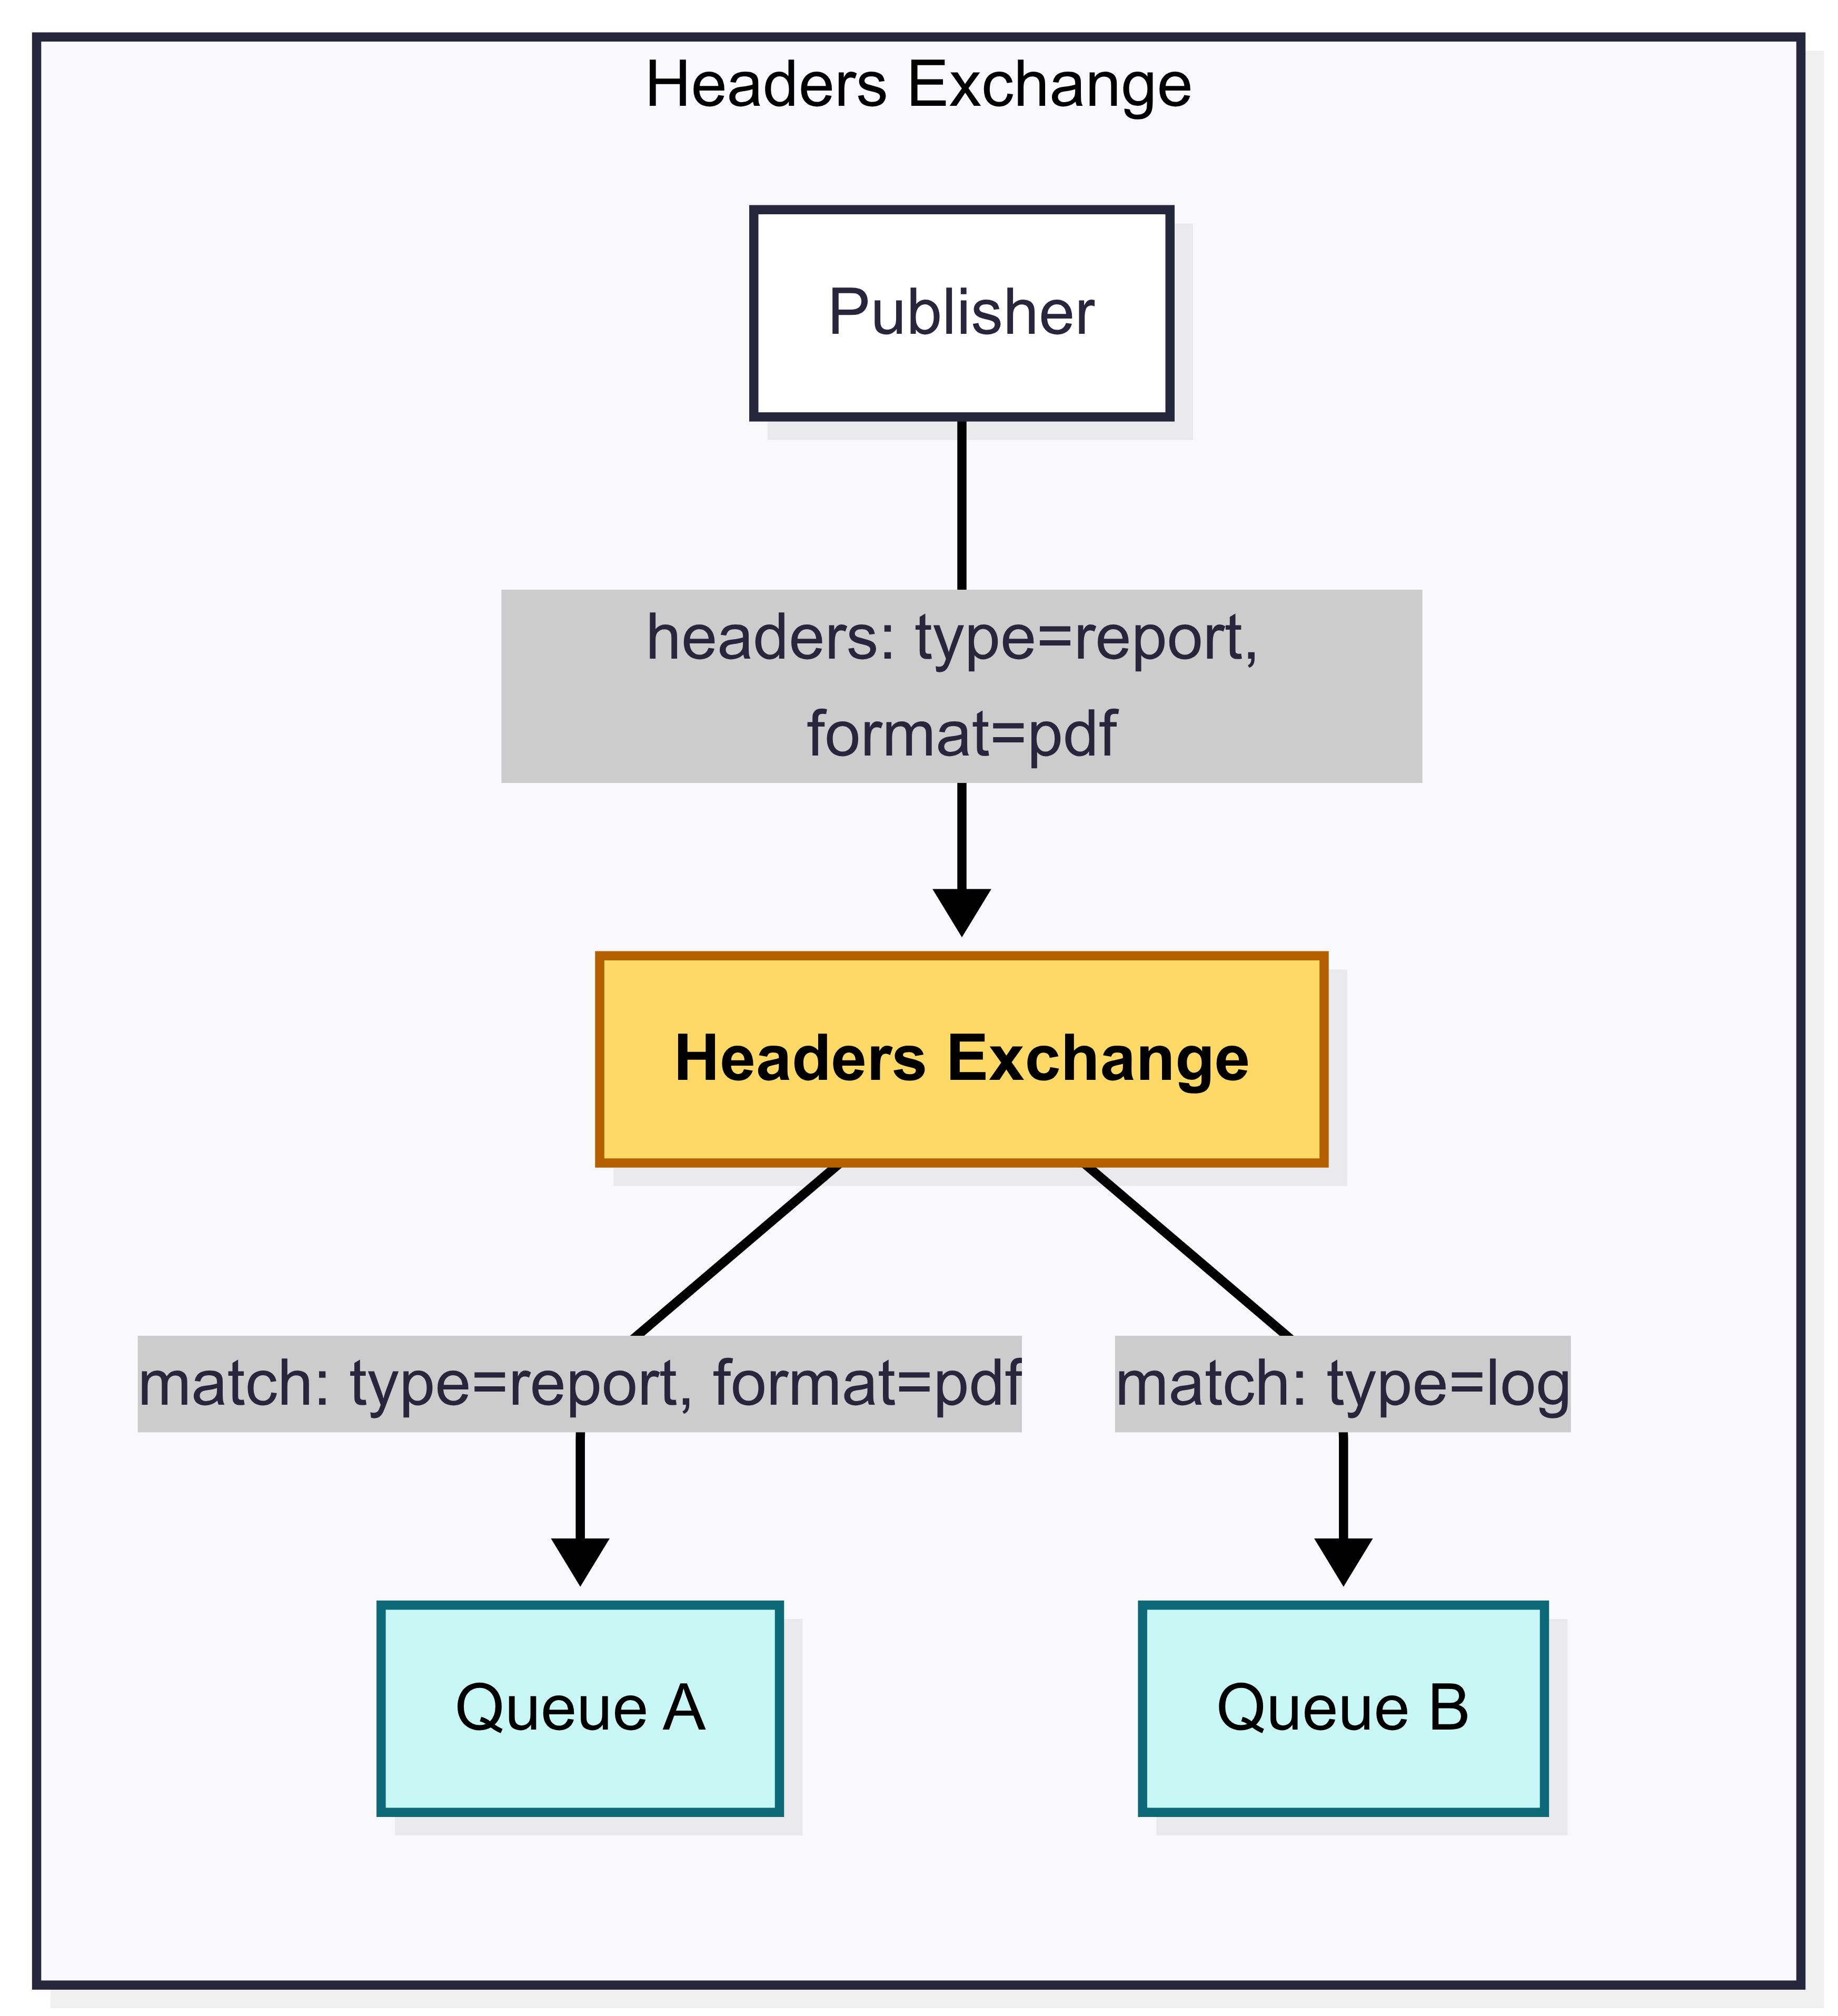 Headers Exchange
Publisher
headers: type=report,
format=pdf
Headers Exchange
match: type=report, format=pdf
match: type=log
Queue A
Queue B